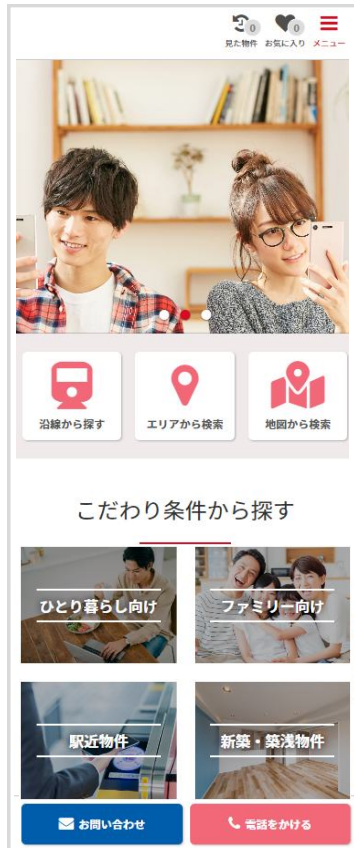 0
0
見た物件 お気に入り メニュー
沿線から探す
エリアから検索
地図から検索
こだわり条件から探す
ひとり暮らし向け
ファミリー向け
駅近物件
新築・築浅物件
お問い合わせ
電話をかける